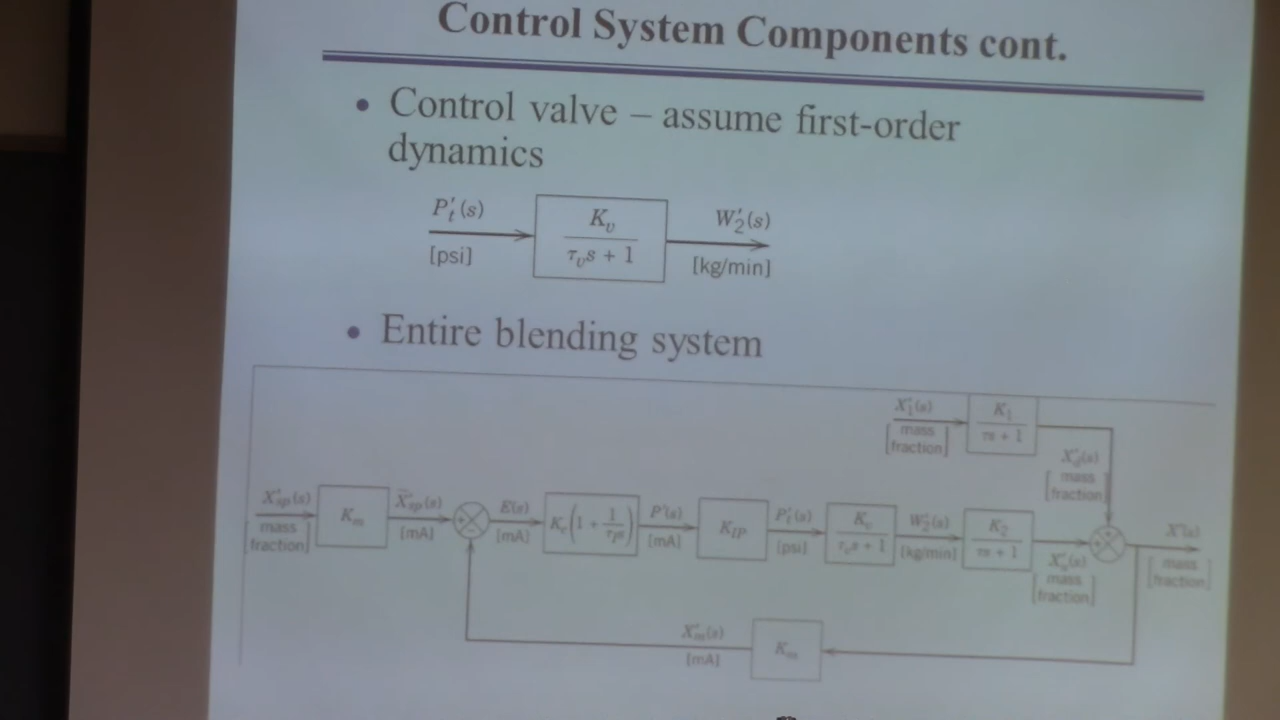 Control System Components cont.
• Control valve – assume first-order
dynamics
P't(s)
[psi]
Kv
τvs + 1
W'2(s)
[kg/min]
• Entire blending system
X'1(s)
[mass fraction]
K1
τs + 1
X'd(s)
[mass fraction]
X'sp(s)
[mass fraction]
Km
X̃'sp(s)
[mA]
+
-
E(s)
[mA]
Kc(1 + 1/τIs)
P'(s)
[mA]
KIP
P't(s)
[psi]
Kv
τvs + 1
W'2(s)
[kg/min]
K2
τs + 1
X'u(s)
[mass fraction]
+
+
X'(s)
[mass fraction]
X'm(s)
[mA]
Km